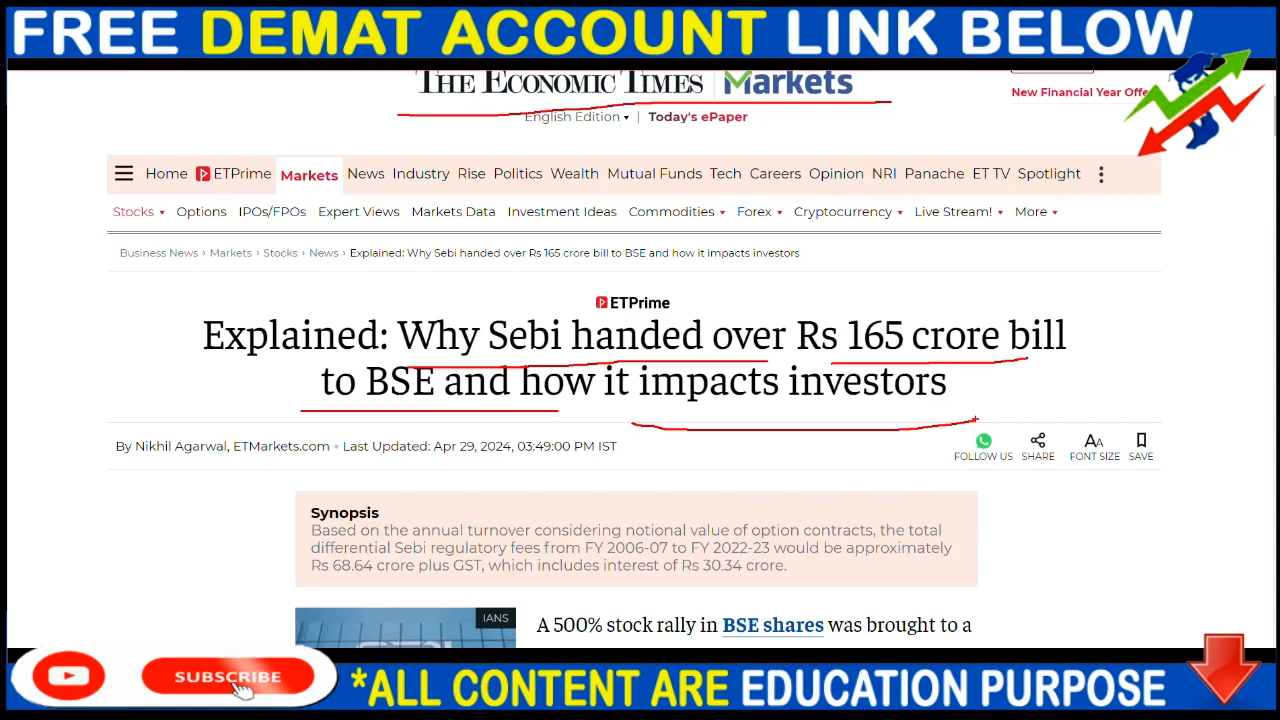 FREE DEMAT ACCOUNT LINK BELOW
THE ECONOMIC TIMES | Markets
New Financial Year Offe
English Edition | Today's ePaper
Home ETPrime Markets News Industry Rise Politics Wealth Mutual Funds Tech Careers Opinion NRI Panache ET TV Spotlight
Stocks Options IPOs/FPOs Expert Views Markets Data Investment Ideas Commodities Forex Cryptocurrency Live Stream! More
Business News › Markets › Stocks › News › Explained: Why Sebi handed over Rs 165 crore bill to BSE and how it impacts investors
ETPrime
Explained: Why Sebi handed over Rs 165 crore bill
to BSE and how it impacts investors
By Nikhil Agarwal, ETMarkets.com • Last Updated: Apr 29, 2024, 03:49:00 PM IST
FOLLOW US SHARE FONT SIZE SAVE
Synopsis
Based on the annual turnover considering notional value of option contracts, the total
differential Sebi regulatory fees from FY 2006-07 to FY 2022-23 would be approximately
Rs 68.64 crore plus GST, which includes interest of Rs 30.34 crore.
IANS
A 500% stock rally in BSE shares was brought to a
SUBSCRIBE
*ALL CONTENT ARE EDUCATION PURPOSE